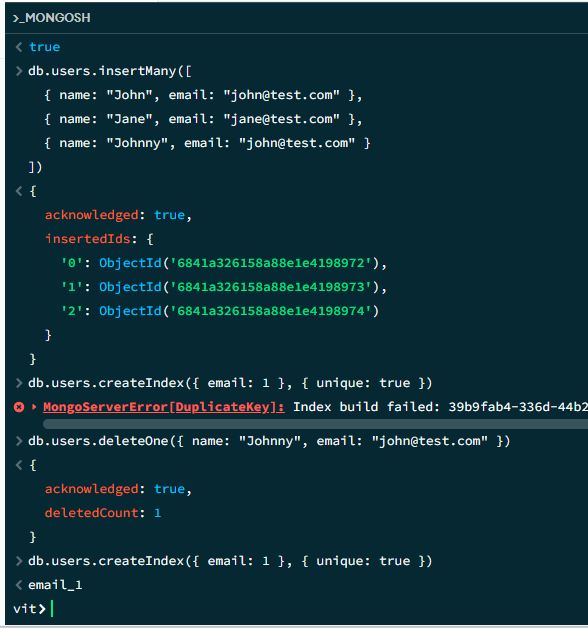 >_MONGOSH
< true
> db.users.insertMany([
{ name: "John", email: "john@test.com" },
{ name: "Jane", email: "jane@test.com" },
{ name: "Johnny", email: "john@test.com" }
])
< {
acknowledged: true,
insertedIds: {
'0': ObjectId('6841a326158a88e1e4198972'),
'1': ObjectId('6841a326158a88e1e4198973'),
'2': ObjectId('6841a326158a88e1e4198974')
}
}
> db.users.createIndex({ email: 1 }, { unique: true })
MongoServerError[DuplicateKey]: Index build failed: 39b9fab4-336d-44b2
> db.users.deleteOne({ name: "Johnny", email: "john@test.com" })
< {
acknowledged: true,
deletedCount: 1
}
> db.users.createIndex({ email: 1 }, { unique: true })
< email_1
vit>